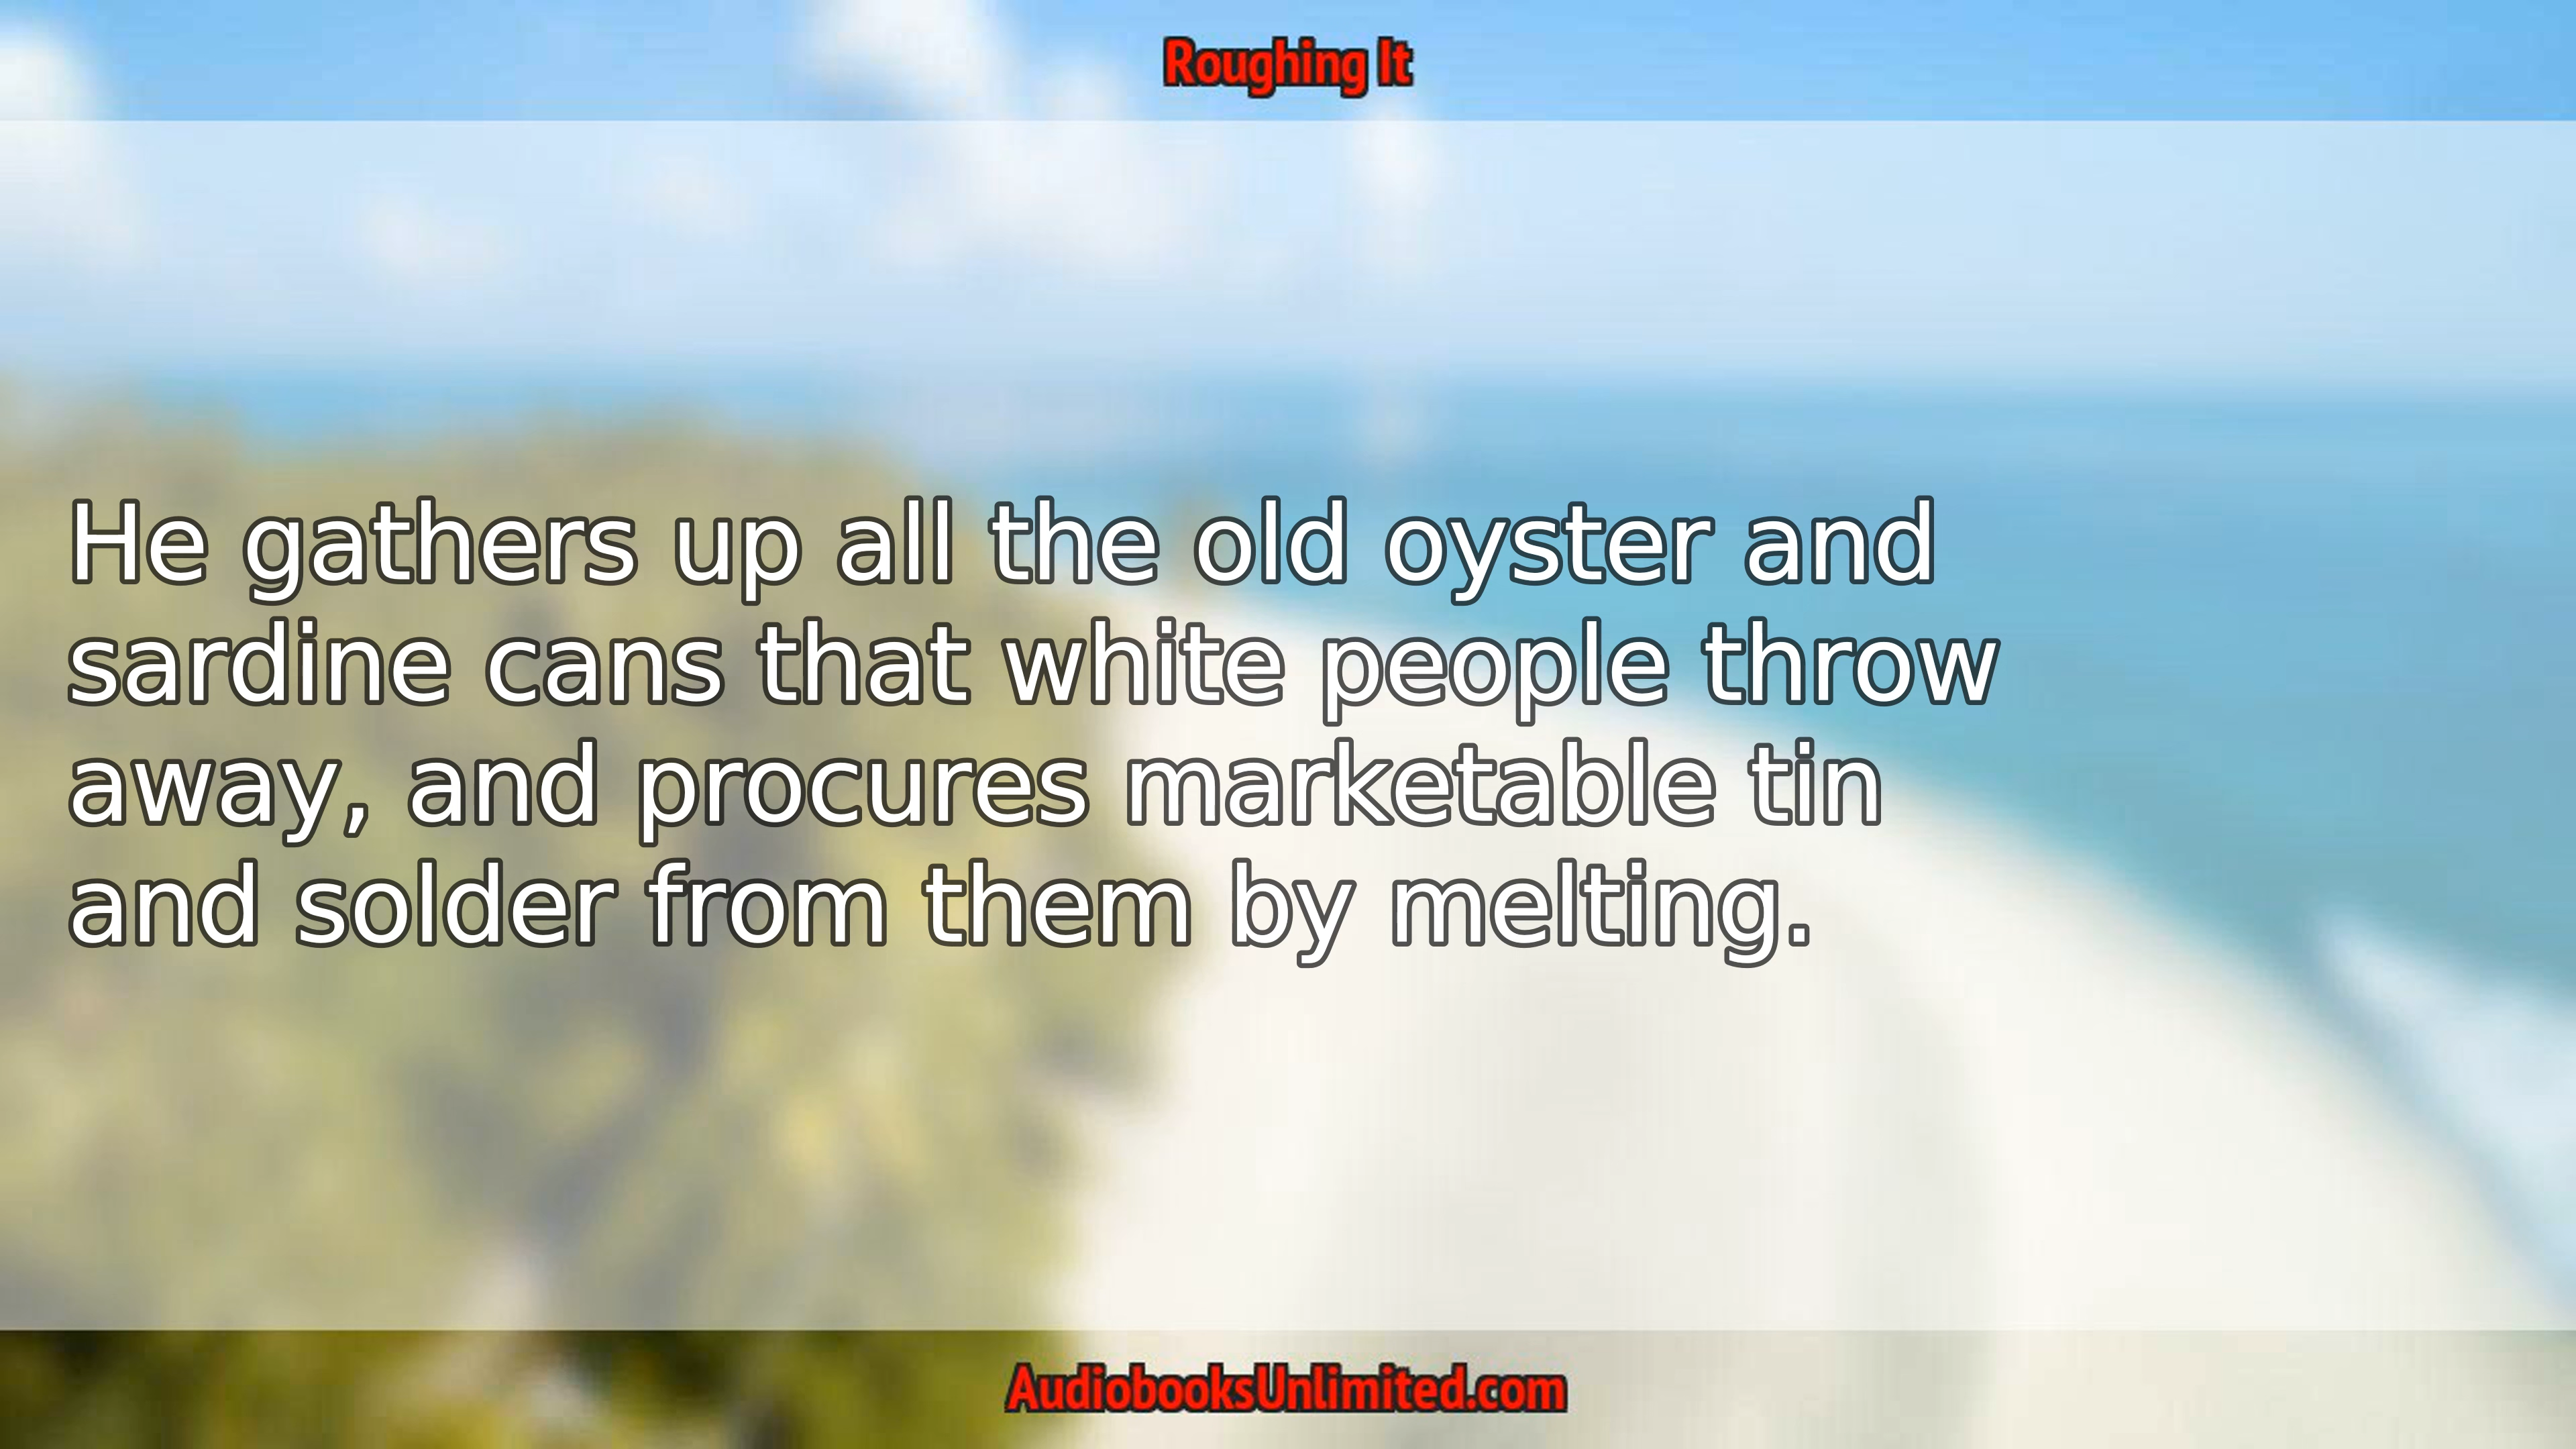 Roughing It
He gathers up all the old oyster and
sardine cans that white people throw
away, and procures marketable tin
and solder from them by melting.
AudiobooksUnlimited.com